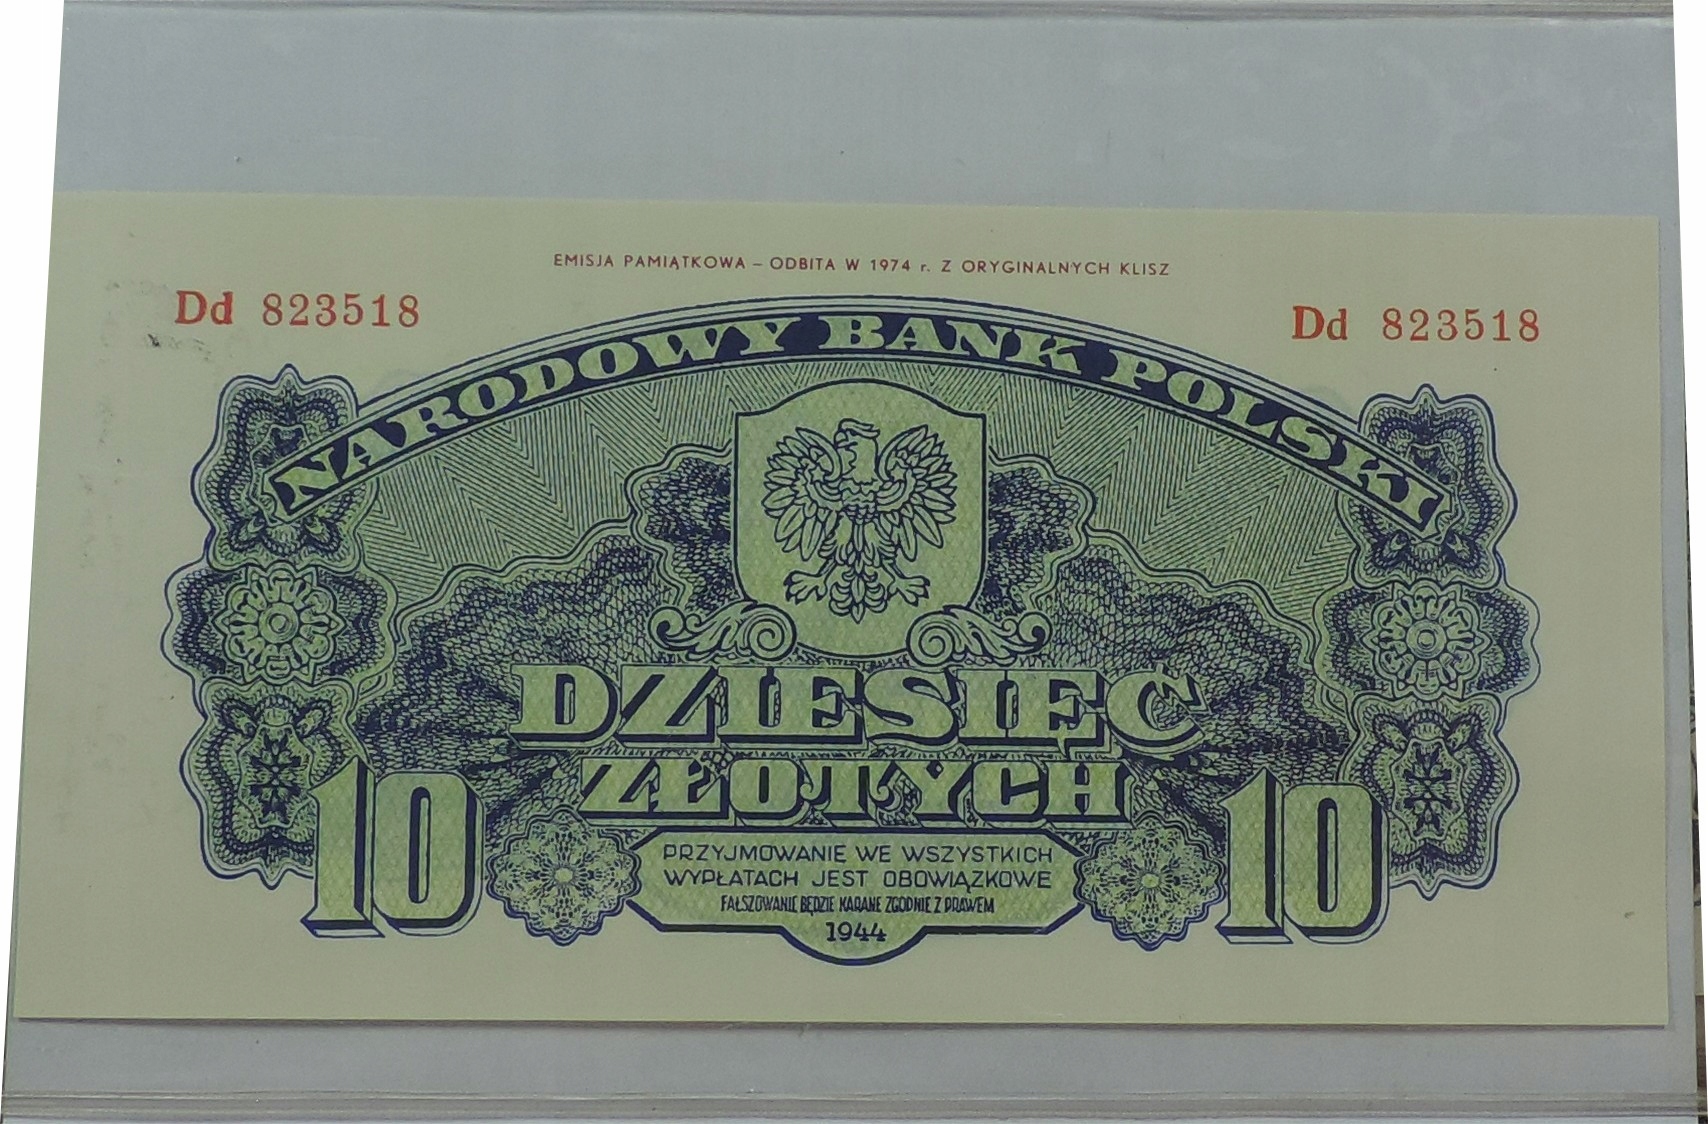 EMISJA PAMIĄTKOWA – ODBITA W 1974 r. Z ORYGINALNYCH KLISZ
Dd 823518
Dd 823518
NARODOWY BANK POLSKI
DZIESIĘĆ
ZŁOTYCH
10
10
PRZYJMOWANIE WE WSZYSTKICH
WYPŁATACH JEST OBOWIĄZKOWE
FAŁSZOWANIE BĘDZIE KARANE ZGODNIE Z PRAWEM
1944